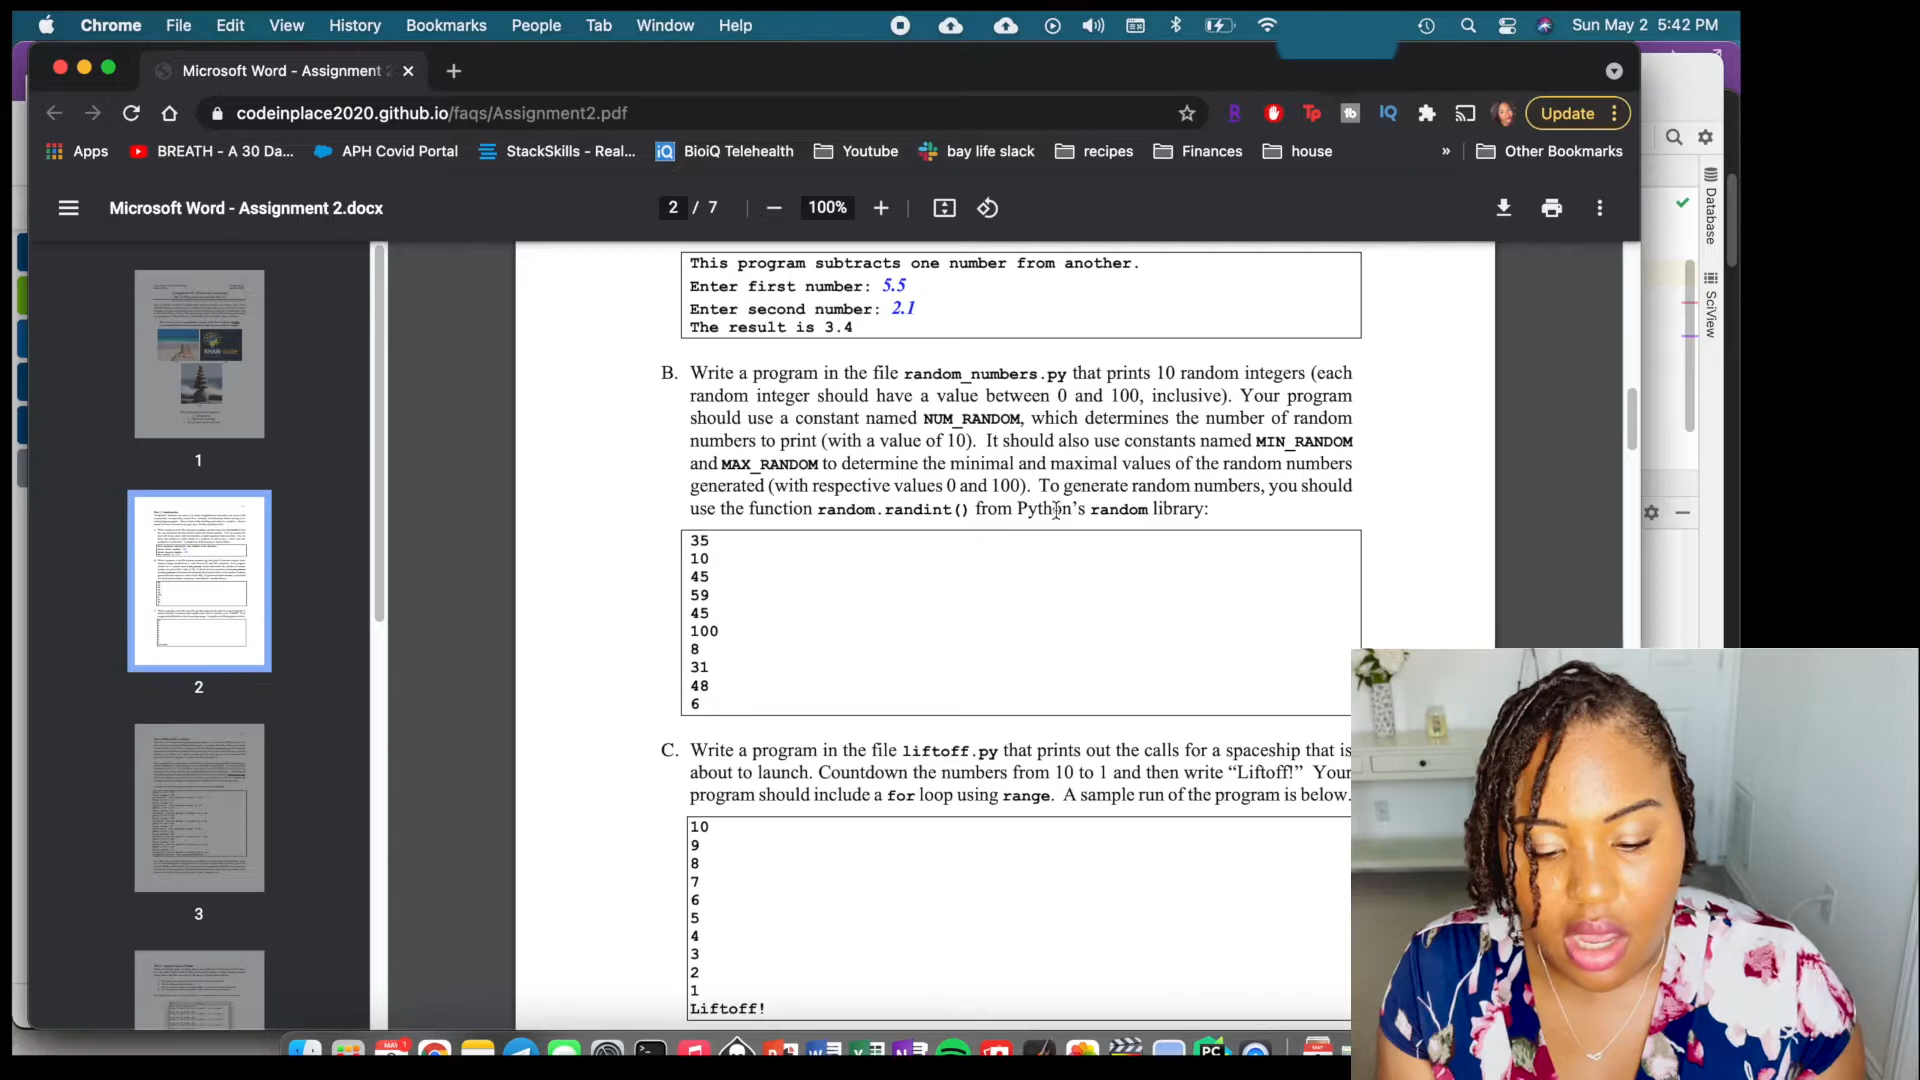 Chrome File Edit View History Bookmarks People Tab Window Help Sun May 2 5:42 PM
Microsoft Word - Assignment 2
codeinplace2020.github.io/faqs/Assignment2.pdf
Tp tb IQ Update
Apps BREATH - A 30 Da... APH Covid Portal StackSkills - Real... iQ BioiQ Telehealth Youtube bay life slack recipes Finances house » Other Bookmarks
Microsoft Word - Assignment 2.docx 2 / 7 100%
Database
SciView
1
2
3
This program subtracts one number from another.
Enter first number: 5.5
Enter second number: 2.1
The result is 3.4
B. Write a program in the file random_numbers.py that prints 10 random integers (each
random integer should have a value between 0 and 100, inclusive). Your program
should use a constant named NUM_RANDOM, which determines the number of random
numbers to print (with a value of 10). It should also use constants named MIN_RANDOM
and MAX_RANDOM to determine the minimal and maximal values of the random numbers
generated (with respective values 0 and 100). To generate random numbers, you should
use the function random.randint() from Python's random library:
35
10
45
59
45
100
8
31
48
6
C. Write a program in the file liftoff.py that prints out the calls for a spaceship that is
about to launch. Countdown the numbers from 10 to 1 and then write “Liftoff!” Your
program should include a for loop using range. A sample run of the program is below.
10
9
8
7
6
5
4
3
2
1
Liftoff!
PC